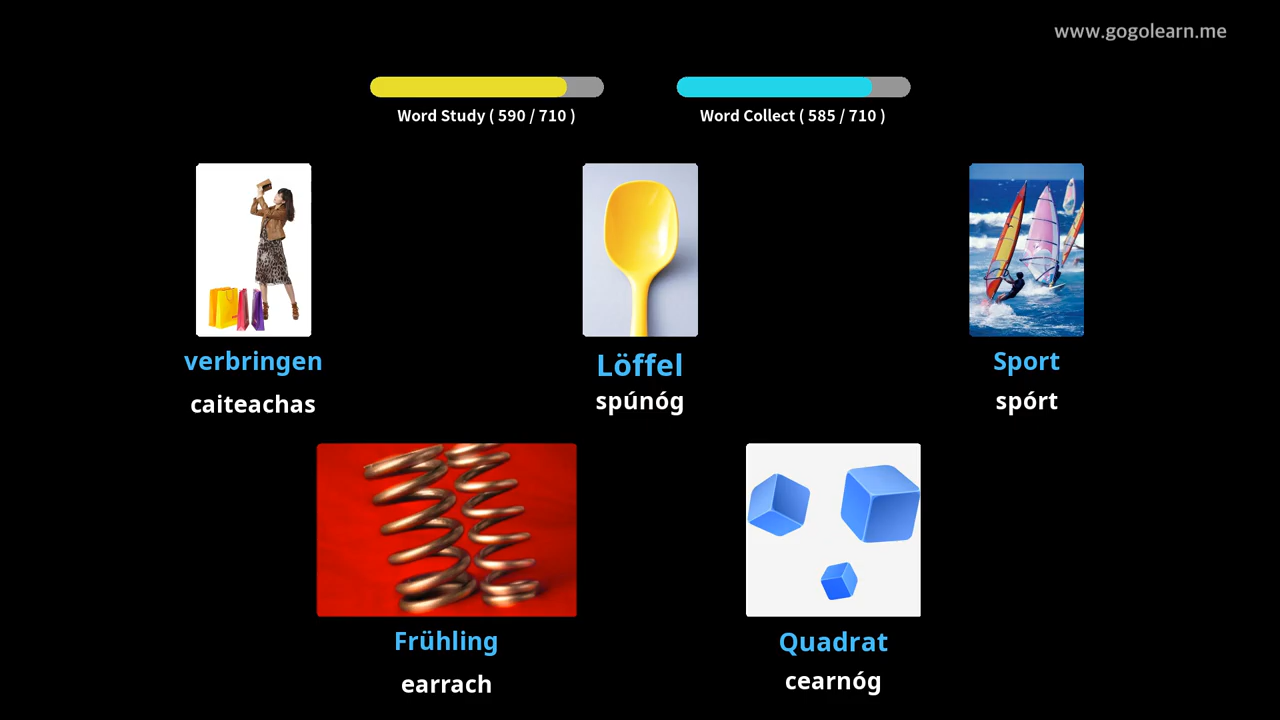 www.gogolearn.me
Word Study ( 590 / 710 )
Word Collect ( 585 / 710 )
verbringen
caiteachas
Löffel
spúnóg
Sport
spórt
Frühling
earrach
Quadrat
cearnóg